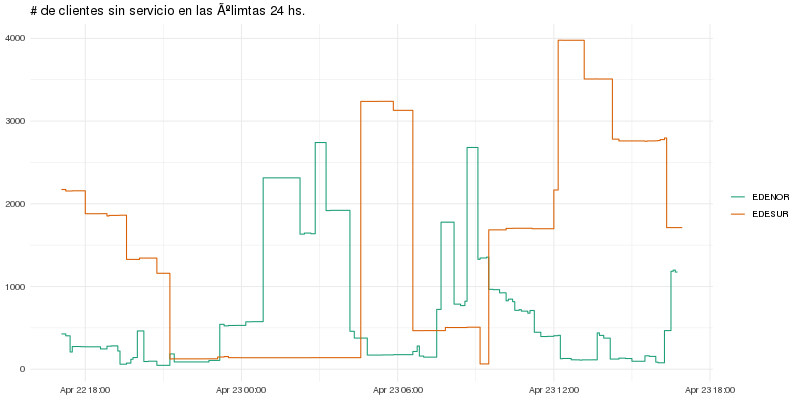 # de clientes sin servicio en las Ãºlimtas 24 hs.
4000
3000
2000
1000
0
Apr 22 18:00
Apr 23 00:00
Apr 23 06:00
Apr 23 12:00
Apr 23 18:00
EDENOR
EDESUR